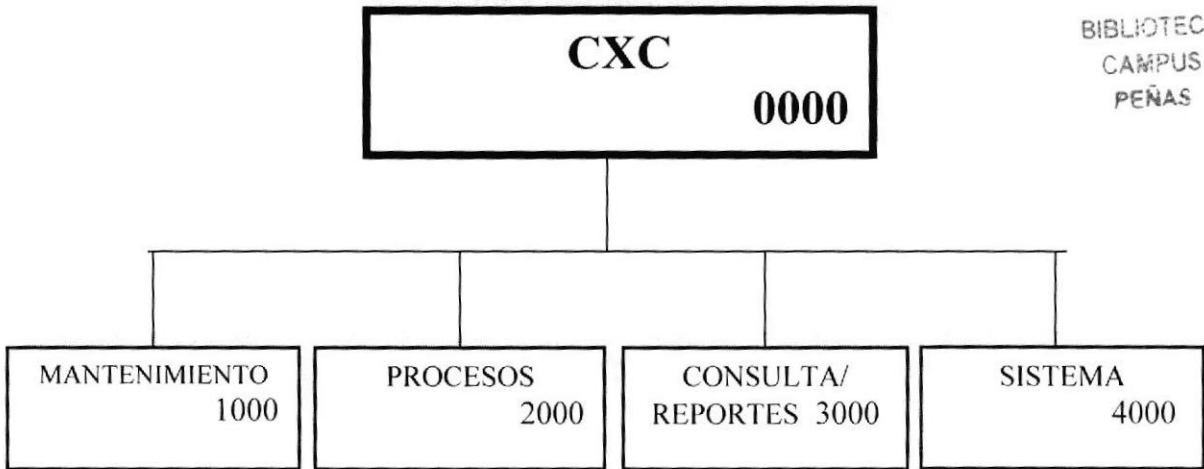 CXC
0000
BIBLIOTEC
CAMPUS
PEÑAS
MANTENIMIENTO
1000
PROCESOS
2000
CONSULTA/
REPORTES 3000
SISTEMA
4000